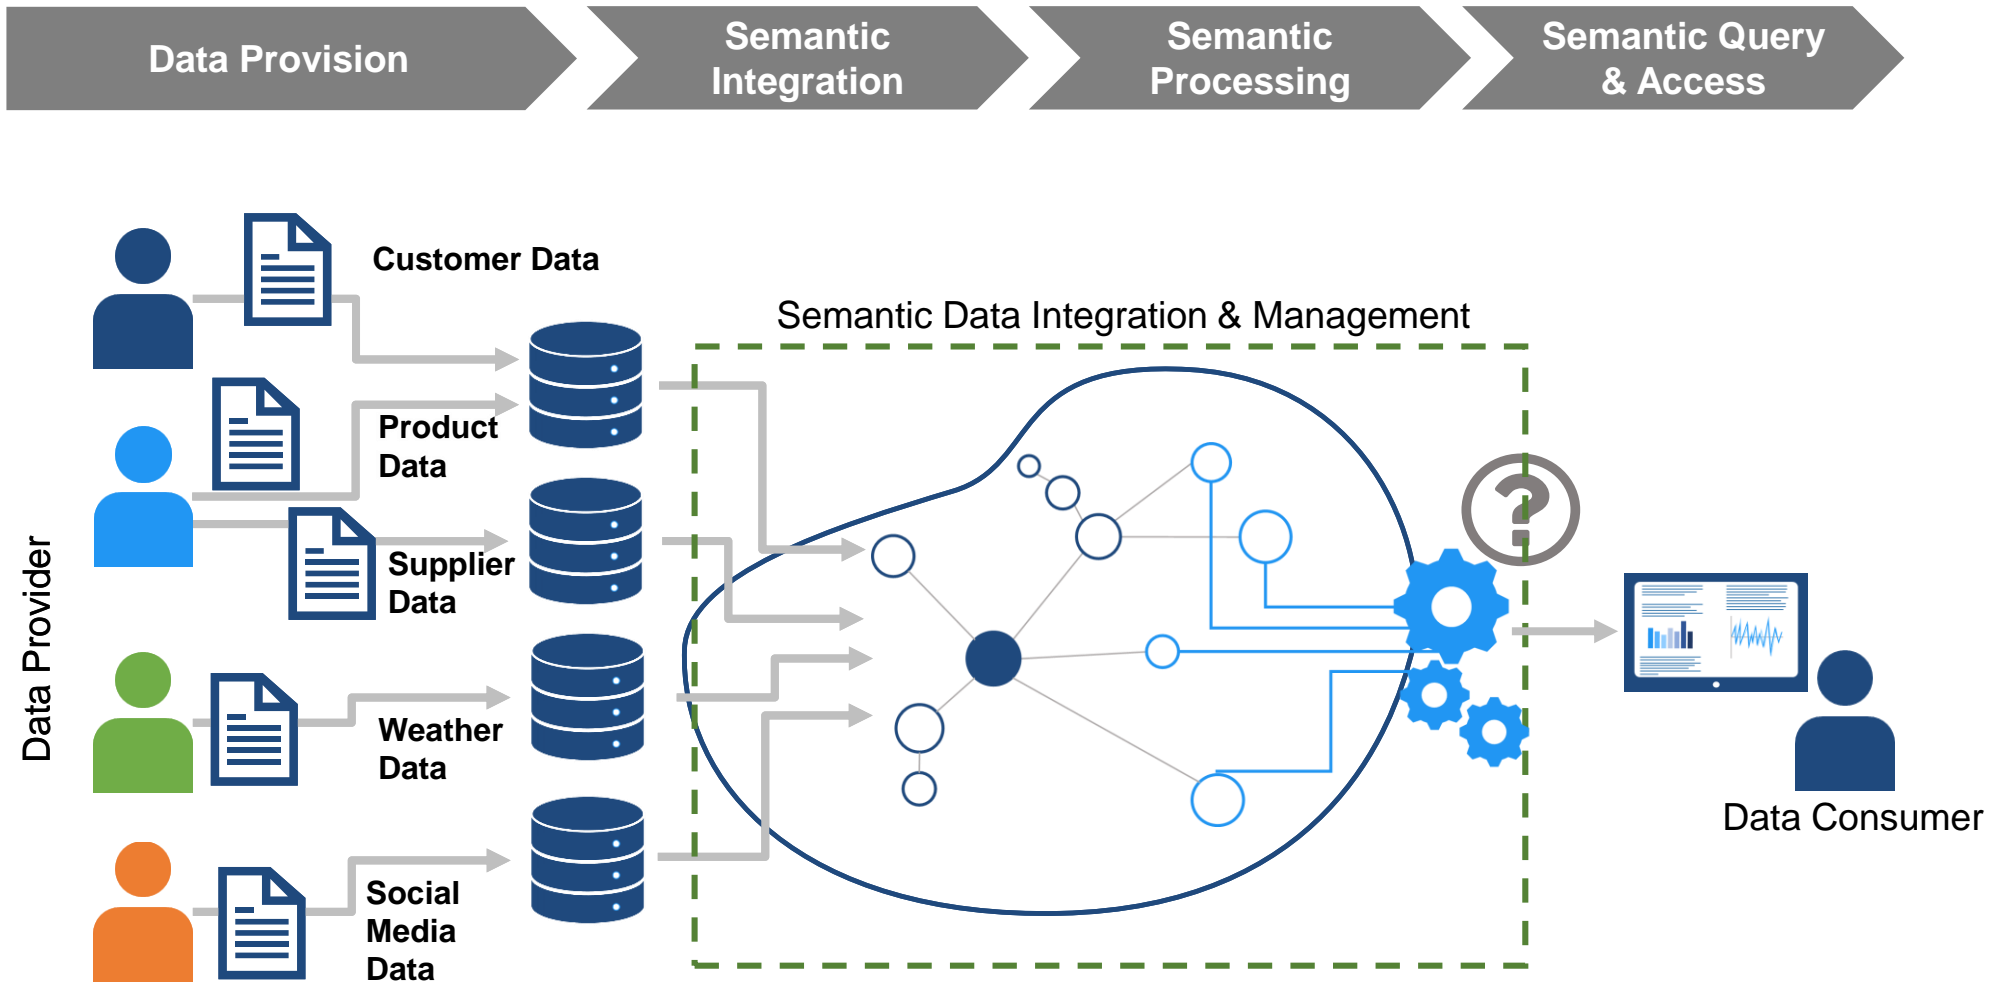 Data Provision
Semantic
Integration
Semantic
Processing
Semantic Query
& Access
Customer Data
Semantic Data Integration & Management
Product
Data
Supplier
Data
Data Provider
Weather
Data
Data Consumer
Social
Media
Data